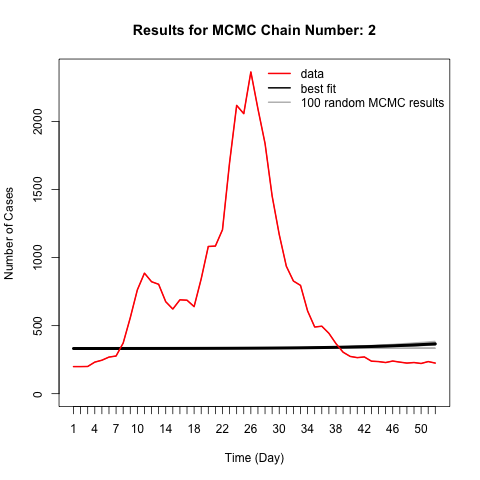 Results for MCMC Chain Number: 2
data
best fit
100 random MCMC results
Number of Cases
2000
1500
1000
500
0
1 4 7 10 14 18 22 26 30 34 38 42 46 50
Time (Day)